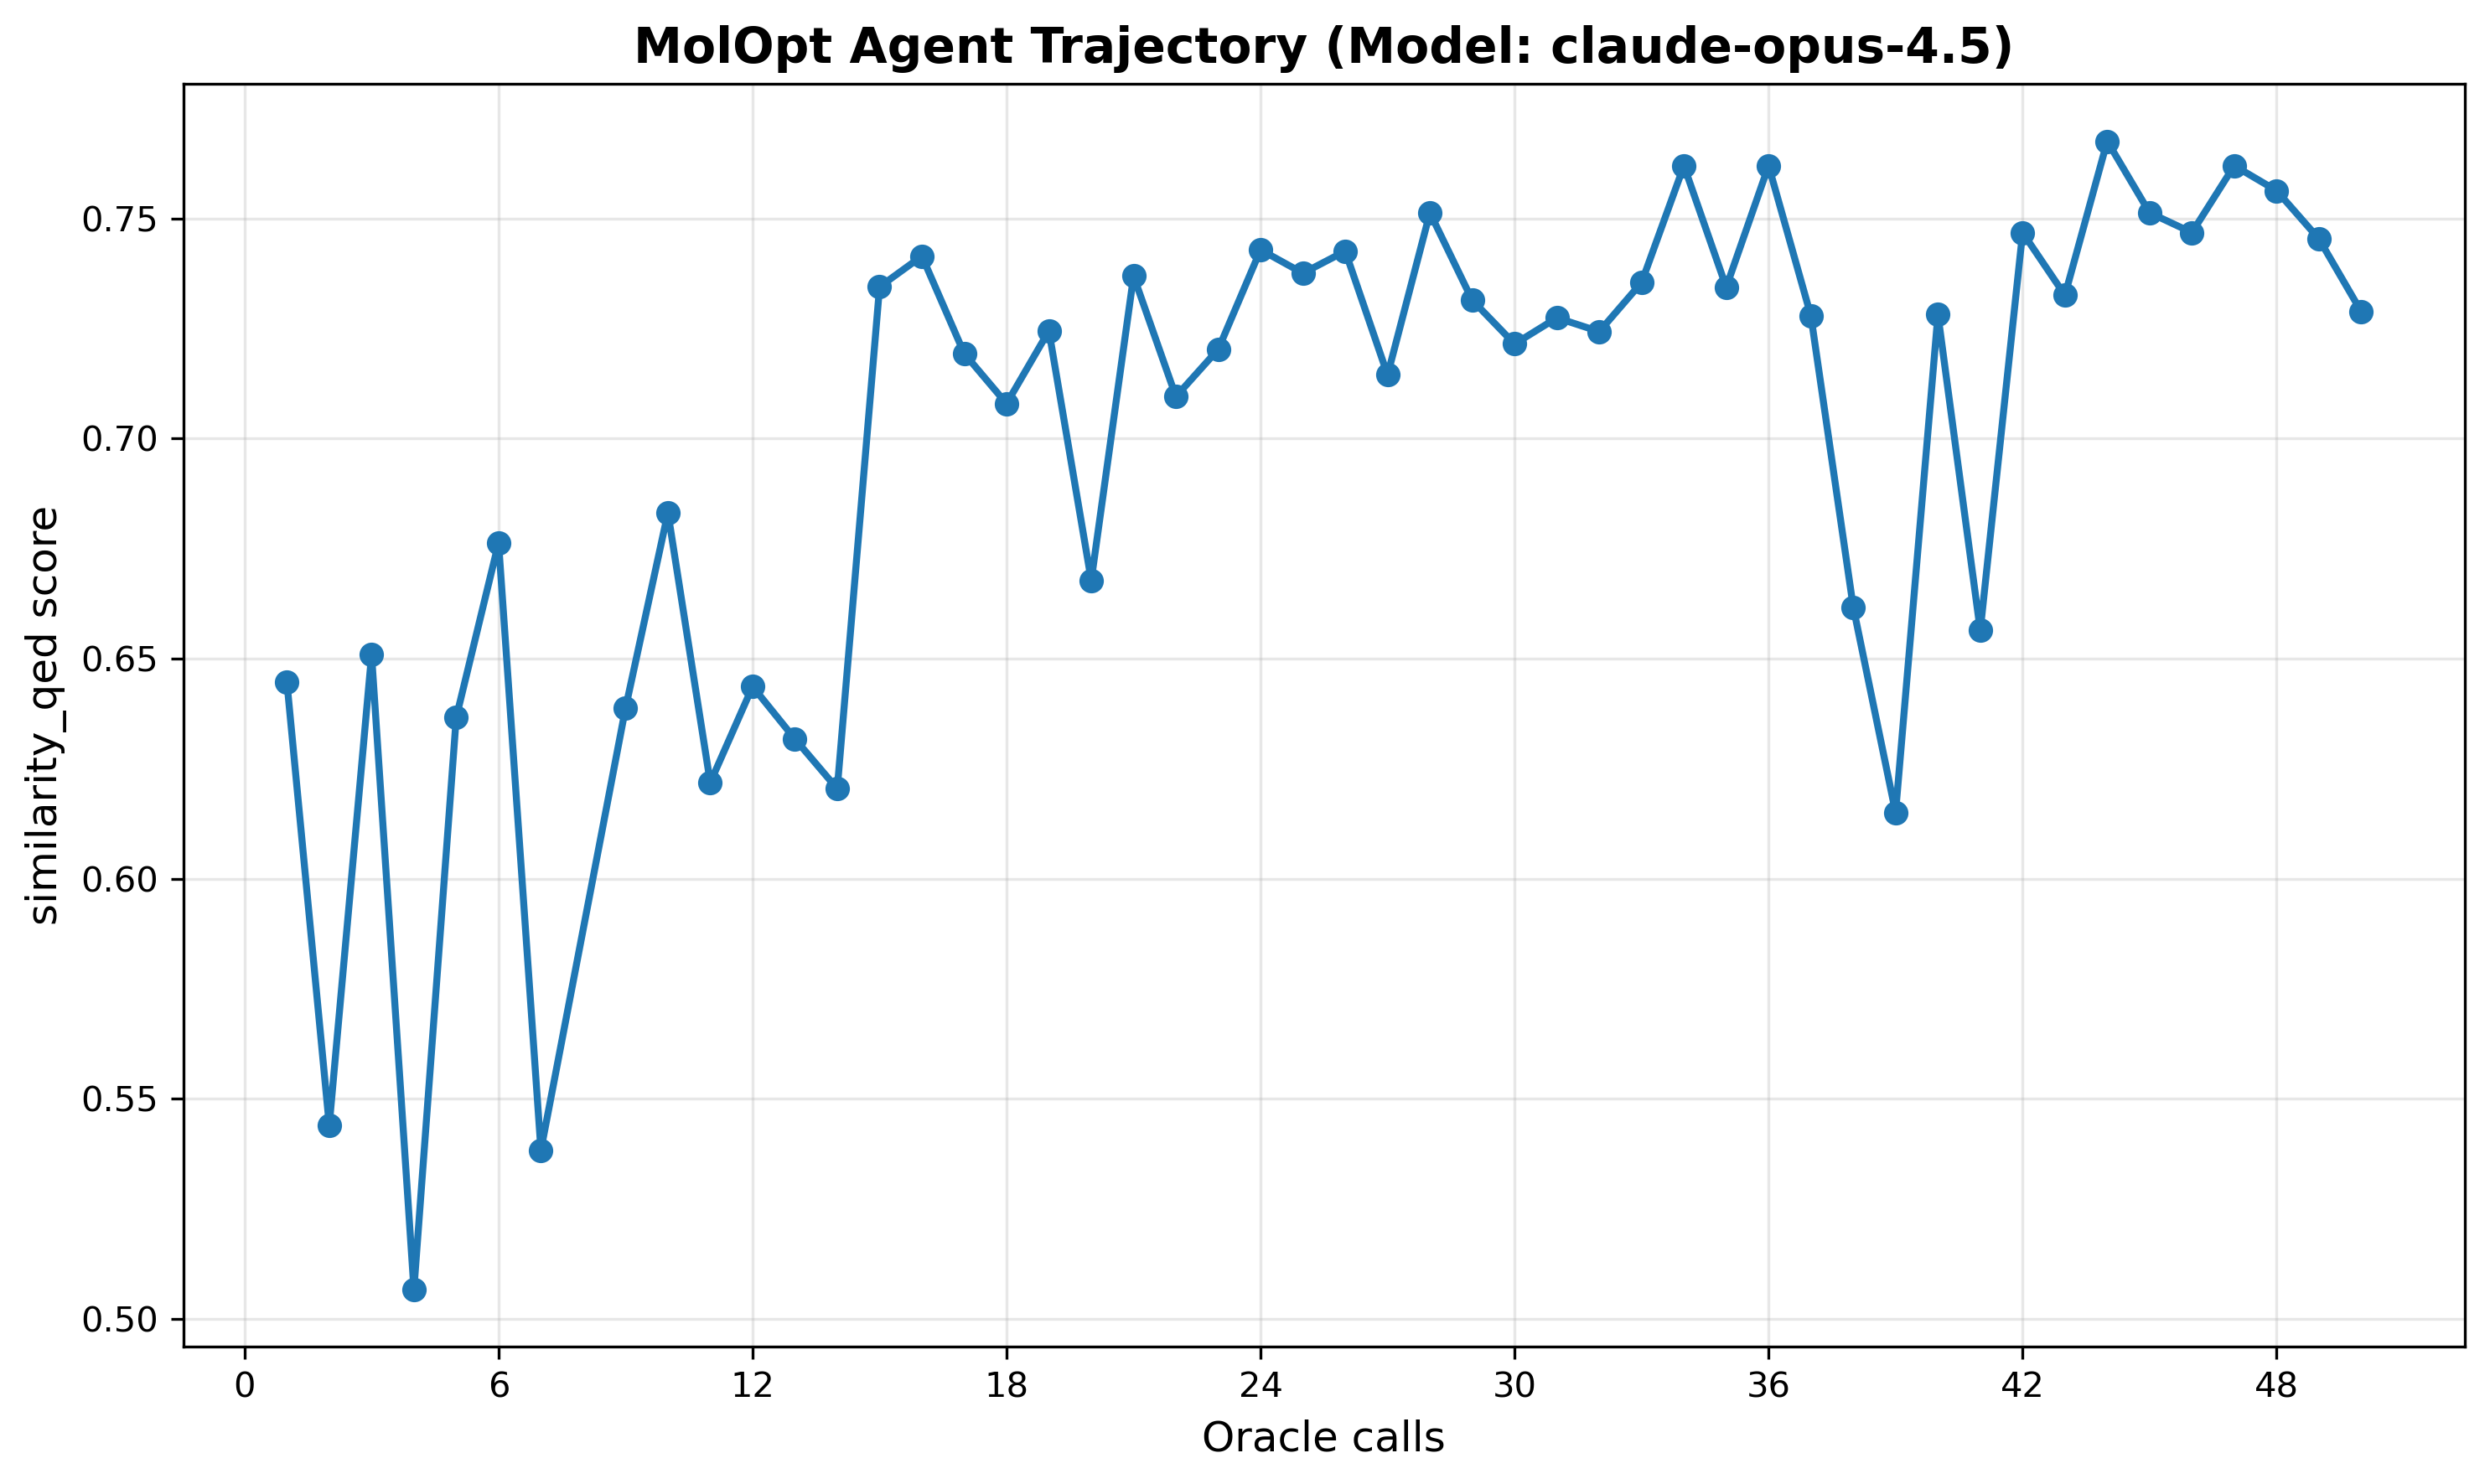 MolOpt Agent Trajectory (Model: claude-opus-4.5)
similarity_qed score
0.75
0.70
0.65
0.60
0.55
0.50
0 6 12 18 24 30 36 42 48
Oracle calls